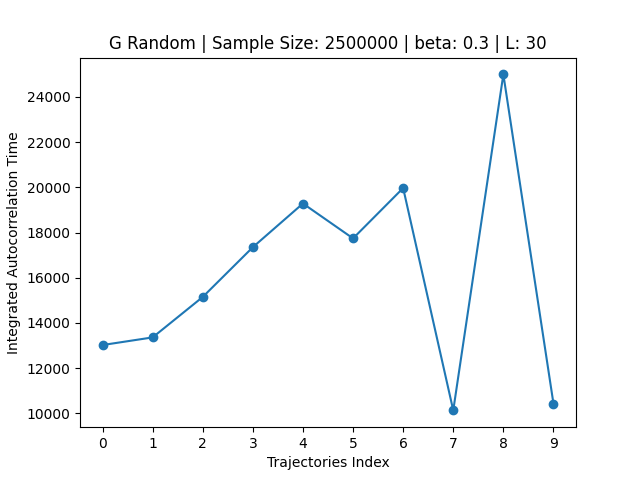 G Random | Sample Size: 2500000 | beta: 0.3 | L: 30
Integrated Autocorrelation Time
24000
22000
20000
18000
16000
14000
12000
10000
0 1 2 3 4 5 6 7 8 9
Trajectories Index